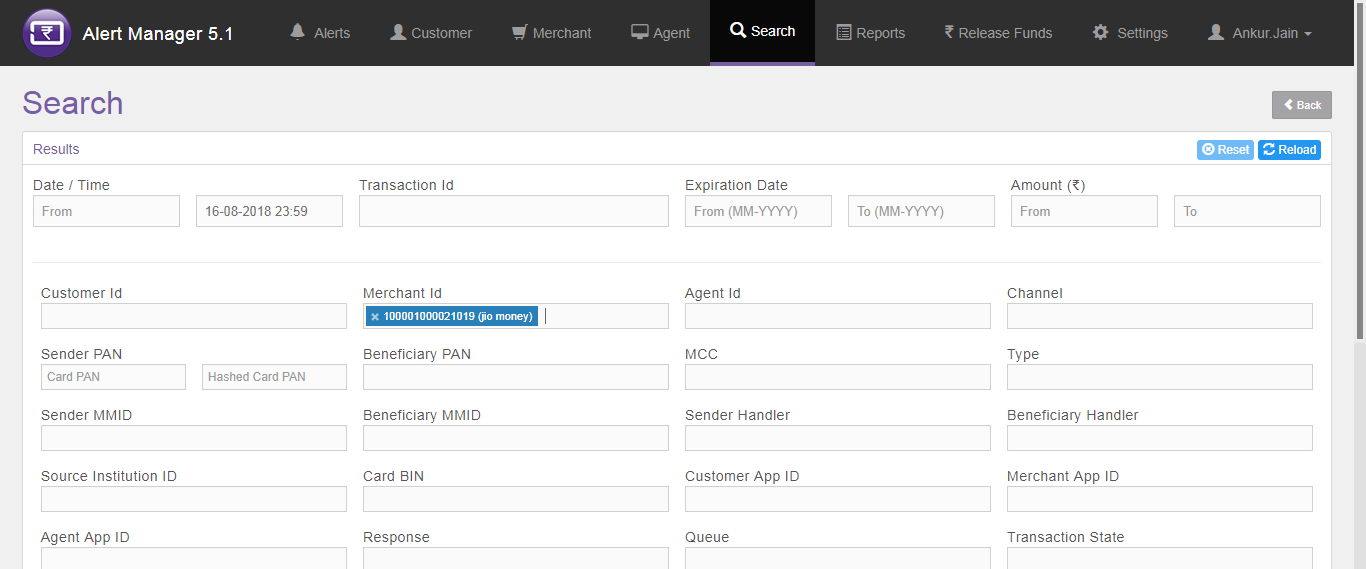 ₹ Alert Manager 5.1 Alerts Customer Merchant Agent Search Reports ₹ Release Funds Settings Ankur.Jain
Search Back
Results Reset Reload
Date / Time Transaction Id Expiration Date Amount (₹)
From 16-08-2018 23:59 From (MM-YYYY) To (MM-YYYY) From To
Customer Id Merchant Id Agent Id Channel
× 100001000021019 (jio money)
Sender PAN Beneficiary PAN MCC Type
Card PAN Hashed Card PAN
Sender MMID Beneficiary MMID Sender Handler Beneficiary Handler
Source Institution ID Card BIN Customer App ID Merchant App ID
Agent App ID Response Queue Transaction State